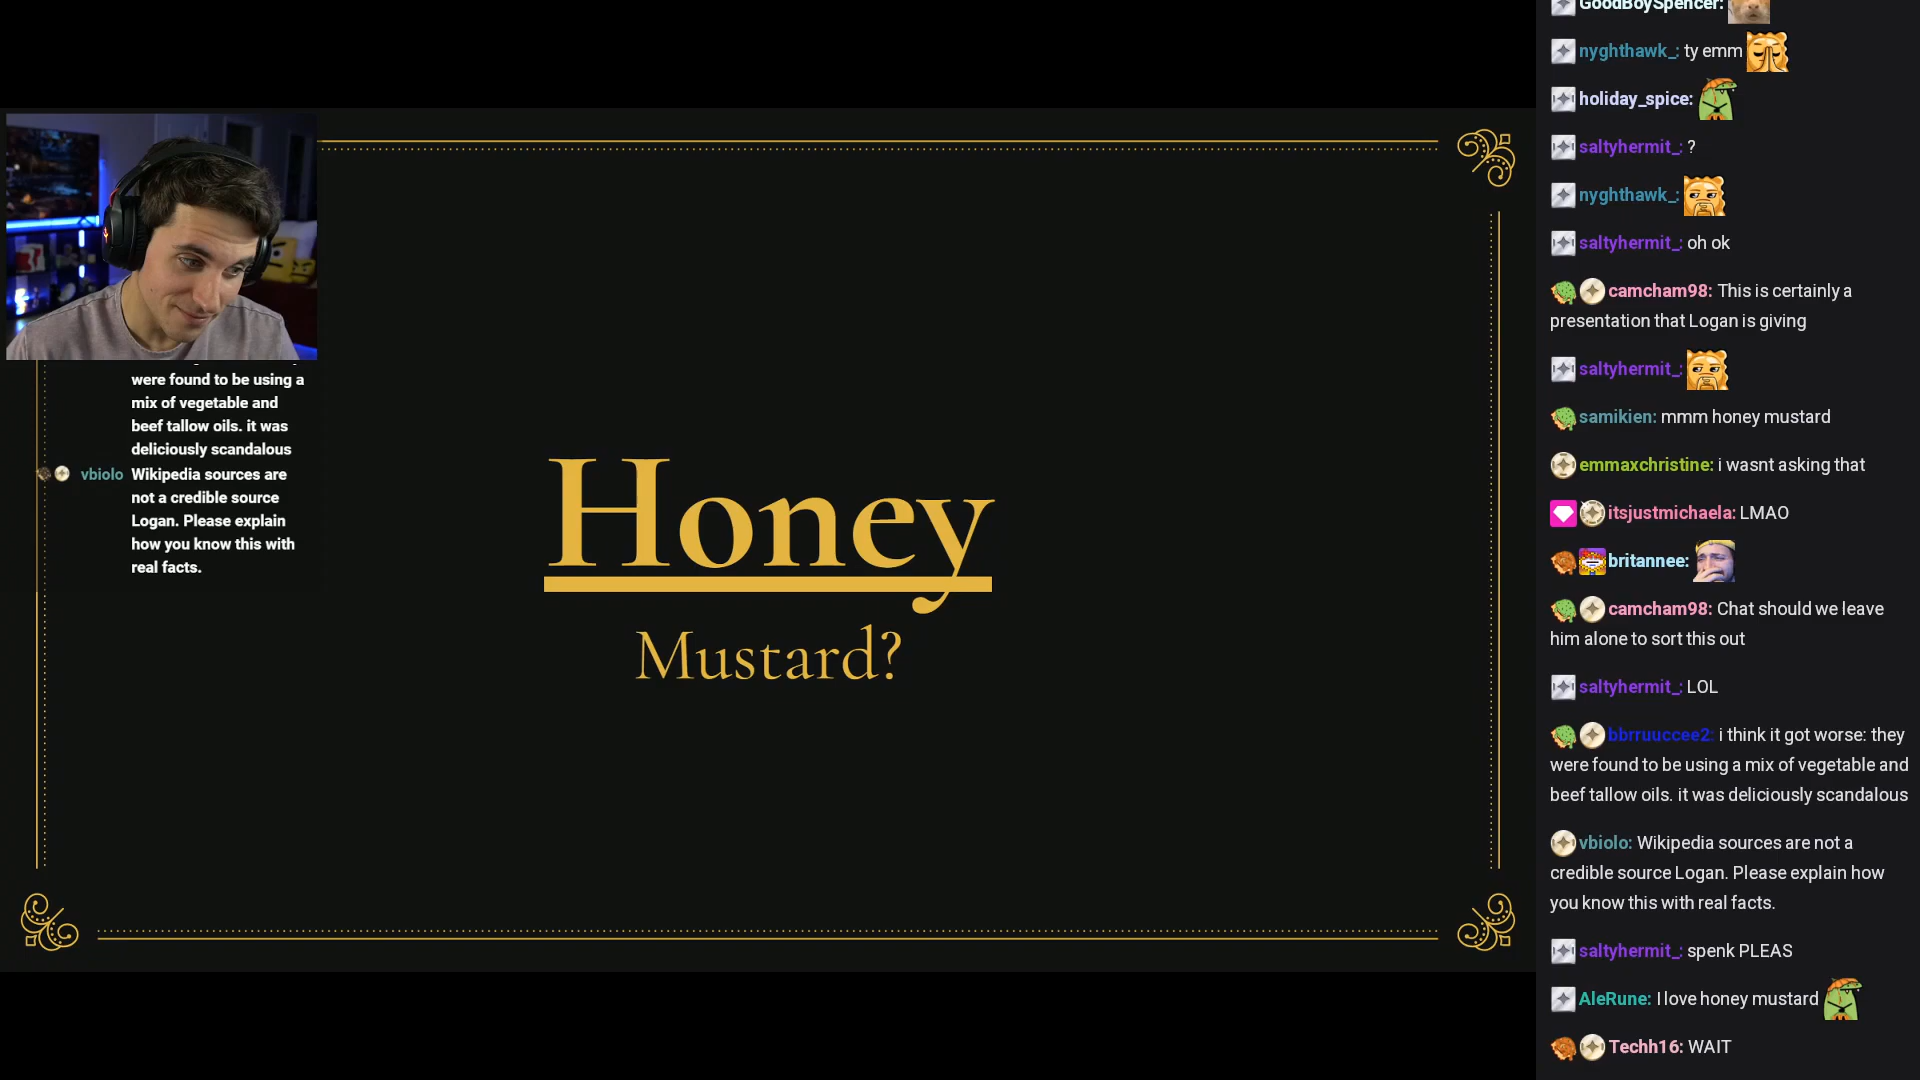 were found to be using a
mix of vegetable and
beef tallow oils. it was
deliciously scandalous
vbiolo Wikipedia sources are
not a credible source
Logan. Please explain
how you know this with
real facts.
Honey
Mustard?
GoodBoySpencer:
nyghthawk_: ty emm
holiday_spice:
saltyhermit_: ?
nyghthawk_:
saltyhermit_: oh ok
camcham98: This is certainly a
presentation that Logan is giving
saltyhermit_:
samikien: mmm honey mustard
emmaxchristine: i wasnt asking that
itsjustmichaela: LMAO
britannee:
camcham98: Chat should we leave
him alone to sort this out
saltyhermit_: LOL
bbrruuccee2: i think it got worse: they
were found to be using a mix of vegetable and
beef tallow oils. it was deliciously scandalous
vbiolo: Wikipedia sources are not a
credible source Logan. Please explain how
you know this with real facts.
saltyhermit_: spenk PLEAS
AleRune: I love honey mustard
Techh16: WAIT